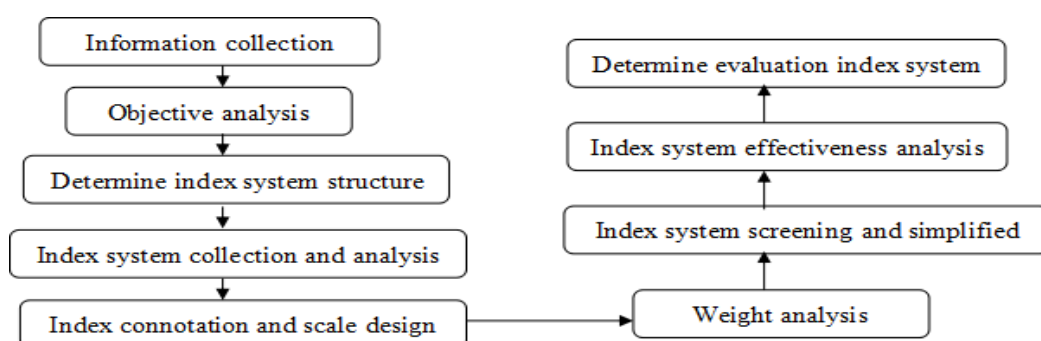 Information collection
Objective analysis
Determine index system structure
Index system collection and analysis
Index connotation and scale design
Weight analysis
Index system screening and simplified
Index system effectiveness analysis
Determine evaluation index system